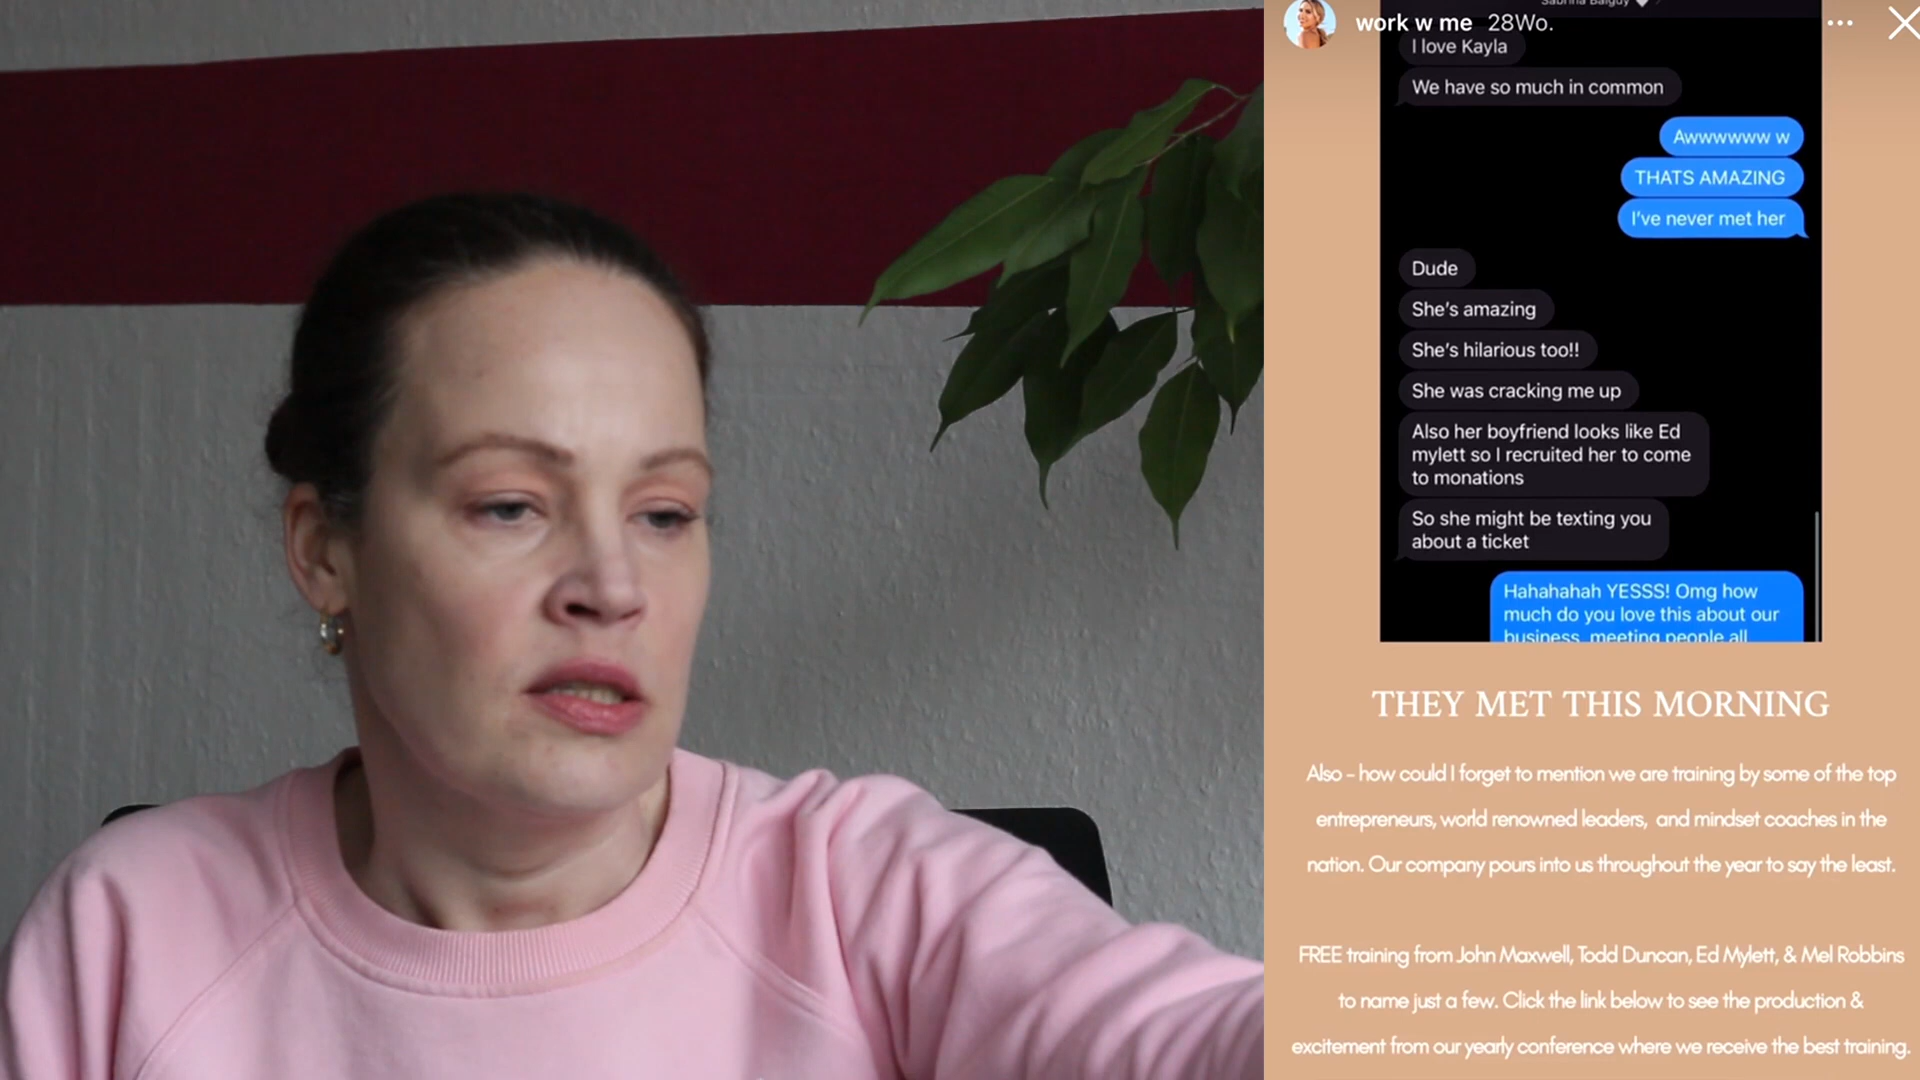 work w me 28Wo.
I love Kayla
We have so much in common
Awwwwww w
THATS AMAZING
I've never met her
Dude
She's amazing
She's hilarious too!!
She was cracking me up
Also her boyfriend looks like Ed
mylett so I recruited her to come
to monations
So she might be texting you
about a ticket
Hahahahah YESSS! Omg how
much do you love this about our
business, meeting people all
THEY MET THIS MORNING
Also - how could I forget to mention we are training by some of the top
entrepreneurs, world renowned leaders, and mindset coaches in the
nation. Our company pours into us throughout the year to say the least.
FREE training from John Maxwell, Todd Duncan, Ed Mylett, & Mel Robbins
to name just a few. Click the link below to see the production &
excitement from our yearly conference where we receive the best training.